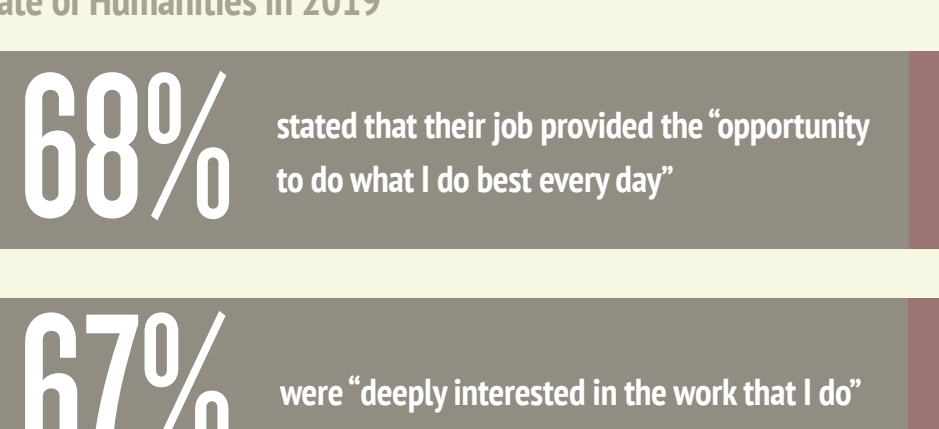 ate of Humanities in 2019
68%
stated that their job provided the “opportunity
to do what I do best every day”
67%
were “deeply interested in the work that I do”